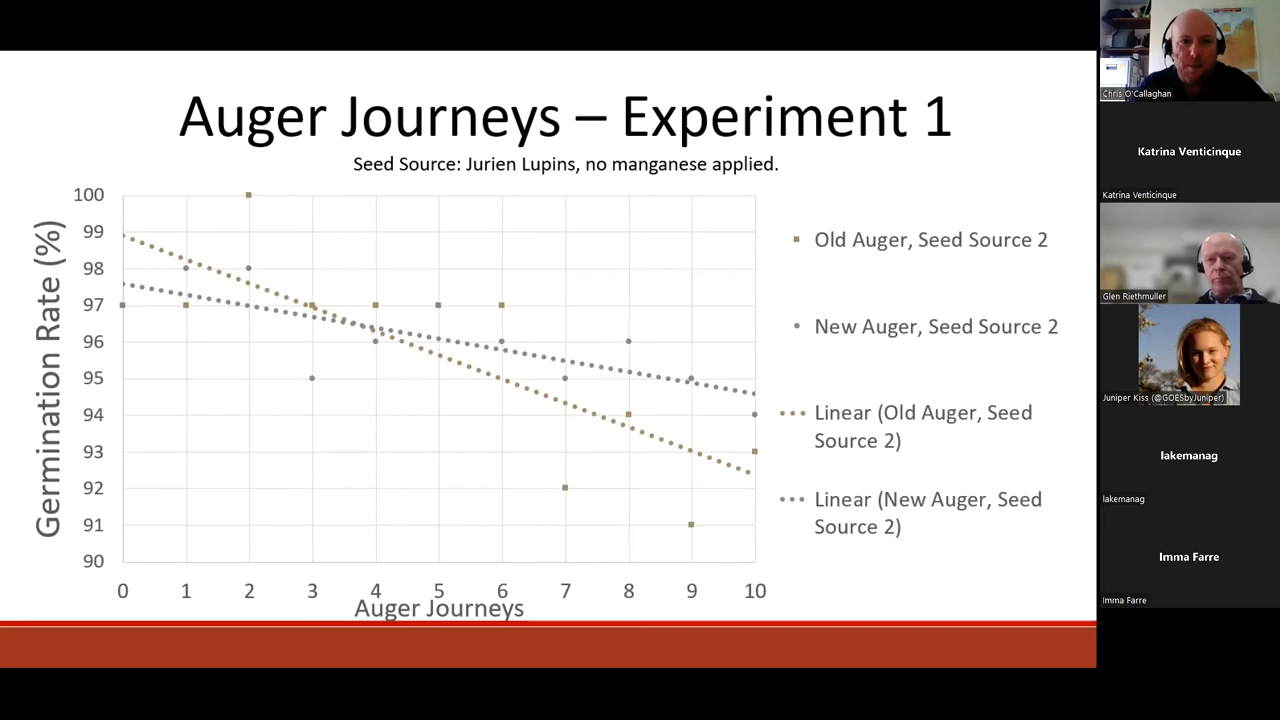 Auger Journeys – Experiment 1
Seed Source: Jurien Lupins, no manganese applied.
Germination Rate (%)
100
99
98
97
96
95
94
93
92
91
90
0 1 2 3 4 5 6 7 8 9 10
Auger Journeys
Old Auger, Seed Source 2
New Auger, Seed Source 2
Linear (Old Auger, Seed
Source 2)
Linear (New Auger, Seed
Source 2)
Chris O'Callaghan
Katrina Venticinque
Katrina Venticinque
Glen Riethmuller
Juniper Kiss (@GOESbyJuniper)
lakemanag
lakemanag
Imma Farre
Imma Farre